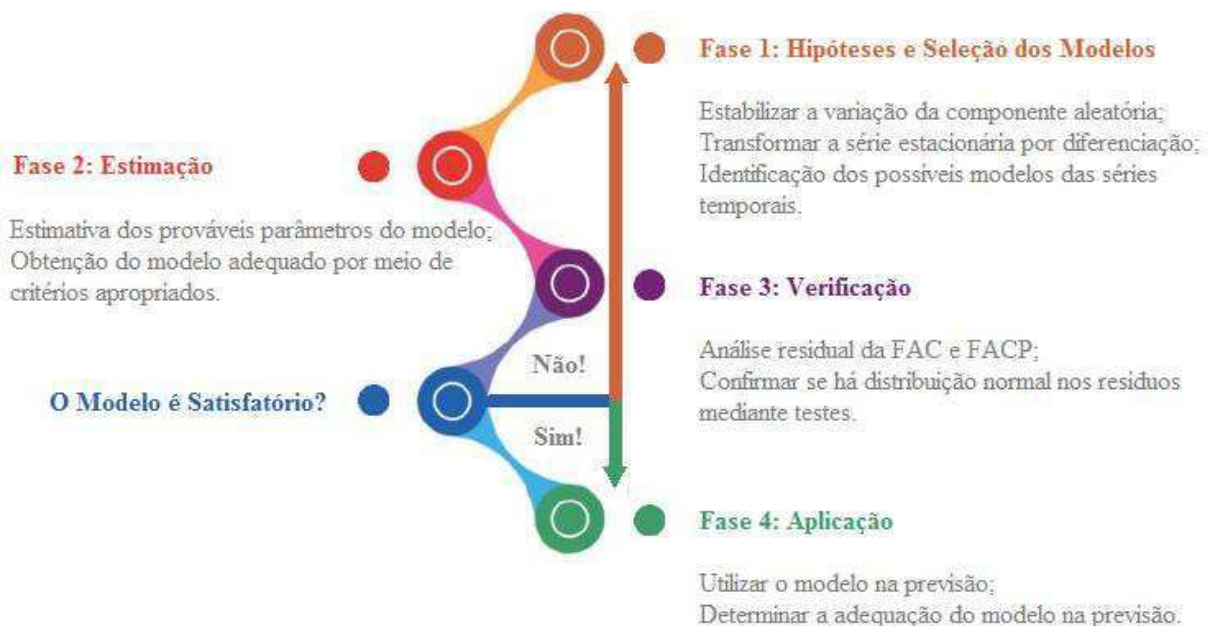 Fase 1: Hipóteses e Seleção dos Modelos
Estabilizar a variação da componente aleatória;
Transformar a série estacionária por diferenciação;
Identificação dos possíveis modelos das séries
temporais.
Fase 2: Estimação
Estimativa dos prováveis parâmetros do modelo;
Obtenção do modelo adequado por meio de
critérios apropriados.
Fase 3: Verificação
Análise residual da FAC e FACP;
Confirmar se há distribuição normal nos resíduos
mediante testes.
O Modelo é Satisfatório?
Não!
Sim!
Fase 4: Aplicação
Utilizar o modelo na previsão;
Determinar a adequação do modelo na previsão.